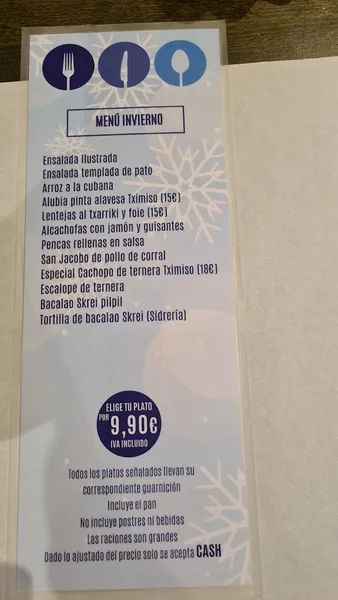 MENÚ INVIERNO
Ensalada Ilustrada
Ensalada templada de pato
Arroz a la cubana
Alubia pinta alavesa Tximiso (15€)
Lentejas al txarriki y foie (15€)
Alcachofas con jamón y guisantes
Pencas rellenas en salsa
San Jacobo de pollo de corral
Especial Cachopo de ternera Tximiso (18€)
Escalope de ternera
Bacalao Skrei pilpil
Tortilla de bacalao Skrei (Sidrería)
ELIGE TU PLATO
POR 9,90€
IVA INCLUIDO
Todos los platos señalados llevan su
correspondiente guarnición
Incluye el pan
No incluye postres ni bebidas
Las raciones son grandes
Dado lo ajustado del precio solo se acepta CASH